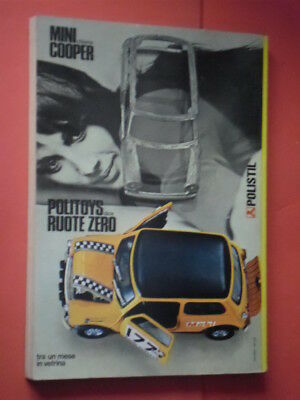 MINI
COOPER
POLISTIL
POLITOYS
RUOTE ZERO
177
tra un mese
in vetrina